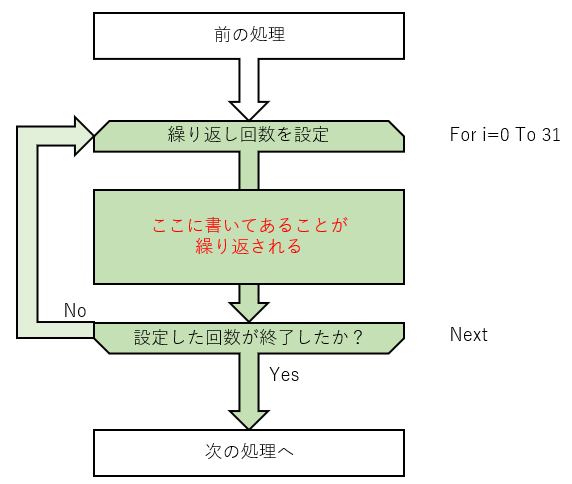 前の処理
繰り返し回数を設定
For i=0 To 31
ここに書いてあることが
繰り返される
No
設定した回数が終了したか？
Next
Yes
次の処理へ